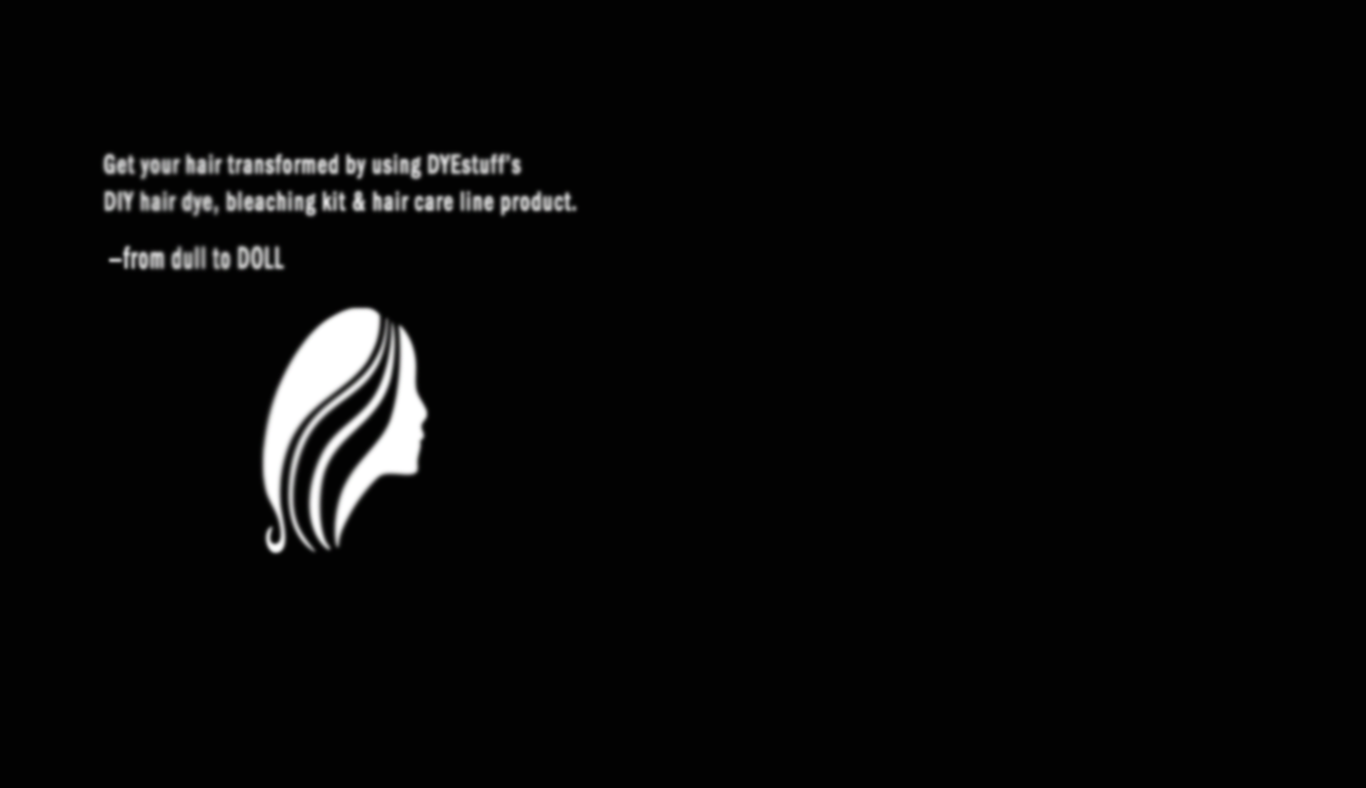 Get your hair transformed by using DYEstuff's
DIY hair dye, bleaching kit & hair care line product.
–from dull to DOLL